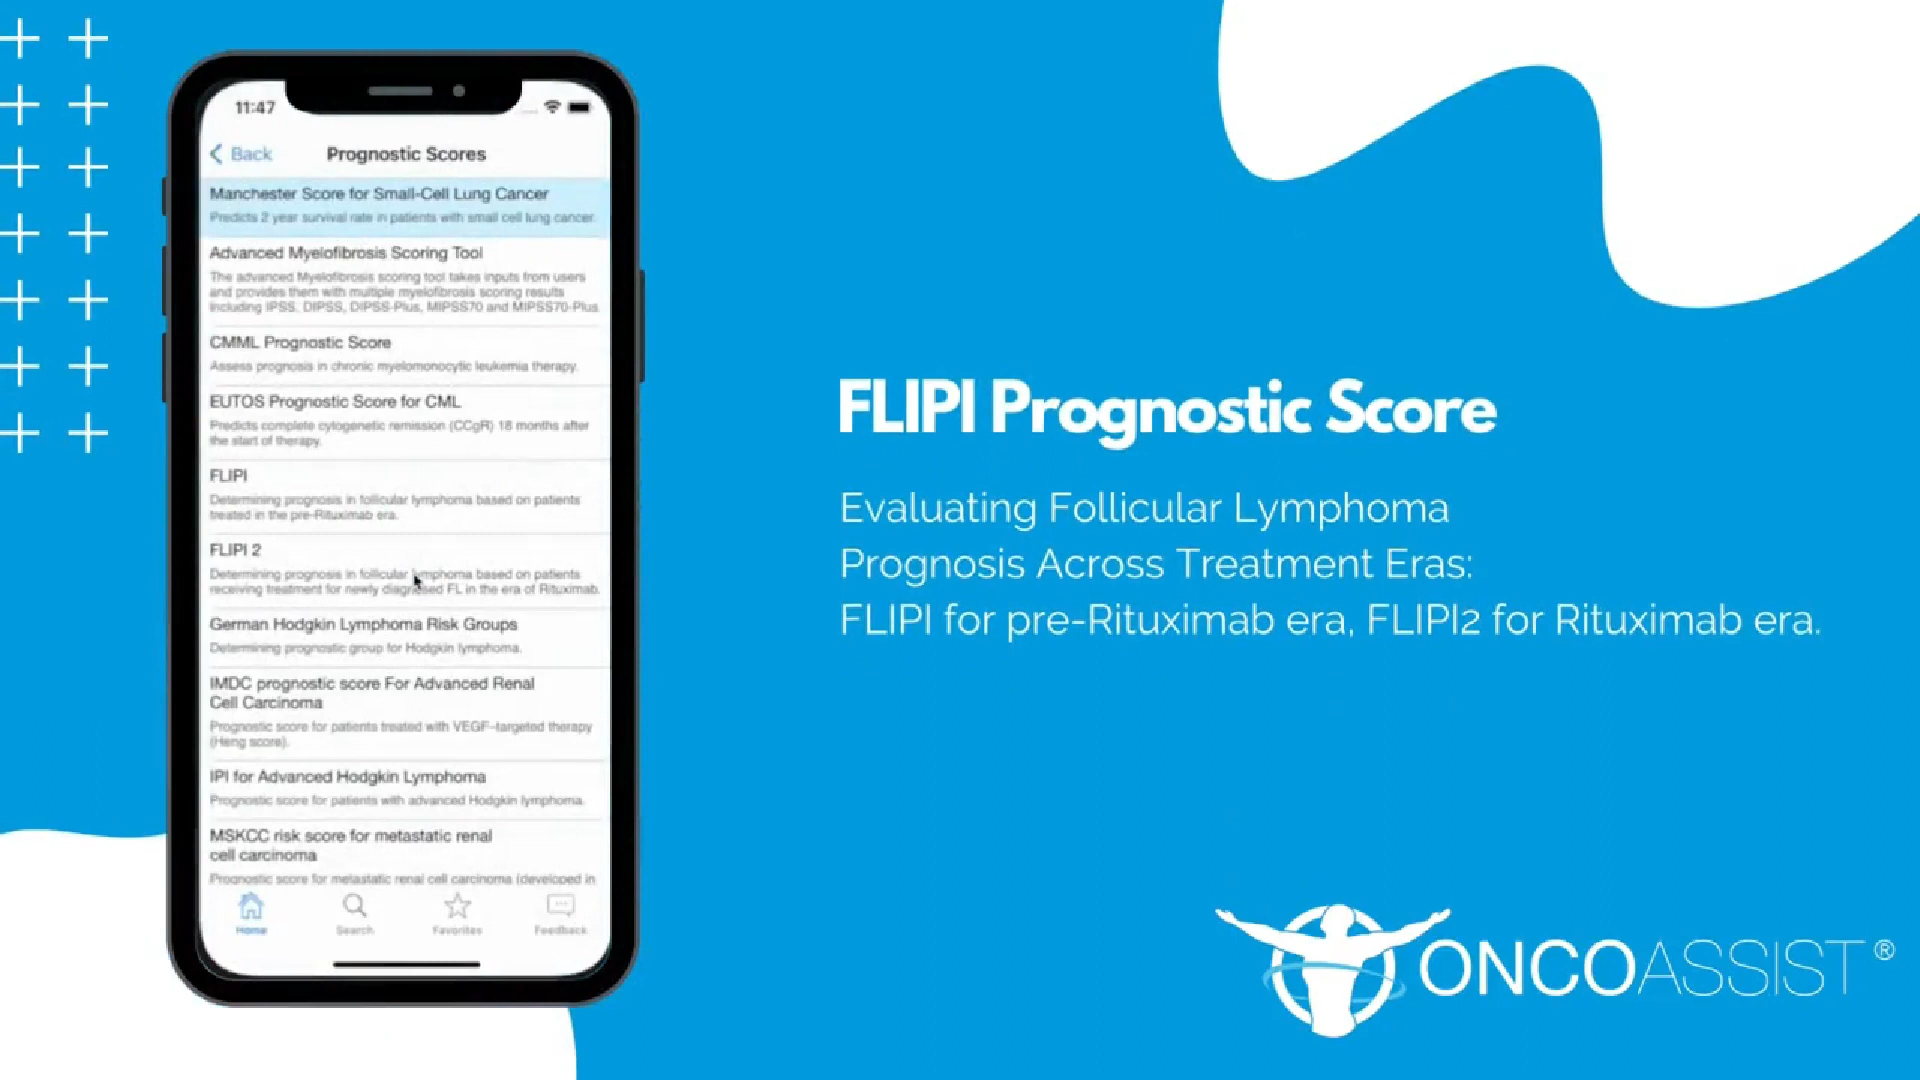 11:47
Back
Prognostic Scores
Manchester Score for Small-Cell Lung Cancer
Predicts 2 year survival rate in patients with small cell lung cancer.
Advanced Myelofibrosis Scoring Tool
The advanced Myelofibrosis scoring tool takes inputs from users
and provides them with multiple myelofibrosis scoring results
including IPSS, DIPSS, DIPSS-Plus, MIPSS70 and MIPSS70-Plus.
CMML Prognostic Score
Assess prognosis in chronic myelomonocytic leukemia therapy.
EUTOS Prognostic Score for CML
Predicts complete cytogenetic remission (CCgR) 18 months after
the start of therapy.
FLIPI
Determining prognosis in follicular lymphoma based on patients
treated in the pre-Rituximab era.
FLIPI 2
Determining prognosis in follicular lymphoma based on patients
receiving treatment for newly diagnosed FL in the era of Rituximab.
German Hodgkin Lymphoma Risk Groups
Determining prognostic group for Hodgkin lymphoma.
IMDC prognostic score For Advanced Renal
Cell Carcinoma
Prognostic score for patients treated with VEGF-targeted therapy
(Heng score).
IPI for Advanced Hodgkin Lymphoma
Prognostic score for patients with advanced Hodgkin lymphoma.
MSKCC risk score for metastatic renal
cell carcinoma
Prognostic score for metastatic renal cell carcinoma (developed in
Home
Search
Favorites
Feedback
FLIPI Prognostic Score
Evaluating Follicular Lymphoma
Prognosis Across Treatment Eras:
FLIPI for pre-Rituximab era, FLIPI2 for Rituximab era.
ONCOASSIST®